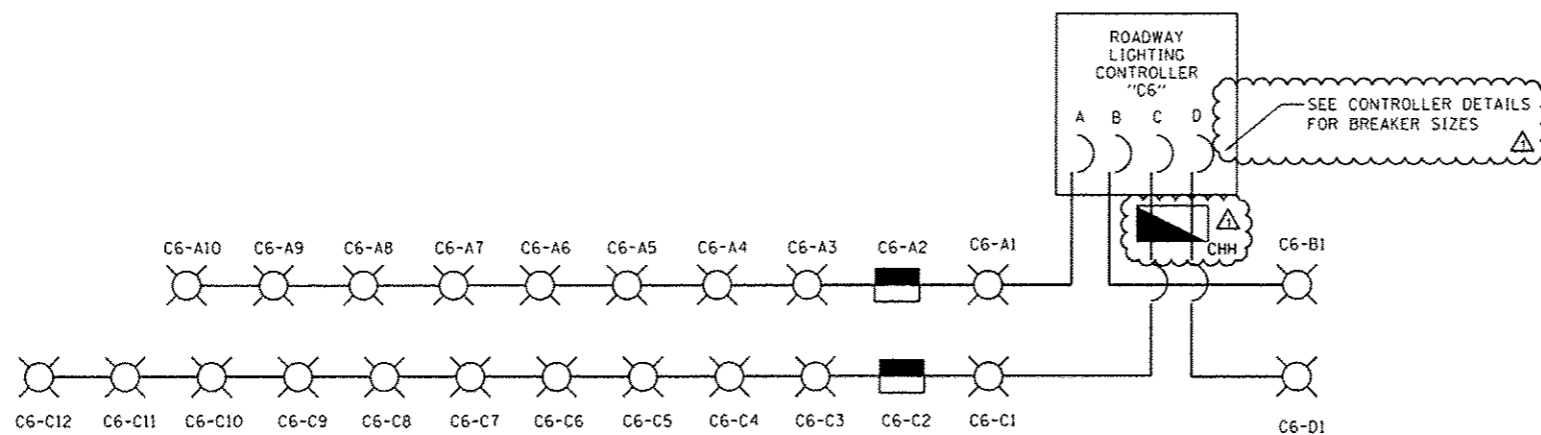 ROADWAY
LIGHTING
CONTROLLER
"C6"
A B C D
SEE CONTROLLER DETAILS
FOR BREAKER SIZES
1
1
CHH
C6-A10 C6-A9 C6-A8 C6-A7 C6-A6 C6-A5 C6-A4 C6-A3 C6-A2 C6-A1 C6-B1
C6-C12 C6-C11 C6-C10 C6-C9 C6-C8 C6-C7 C6-C6 C6-C5 C6-C4 C6-C3 C6-C2 C6-C1 C6-D1